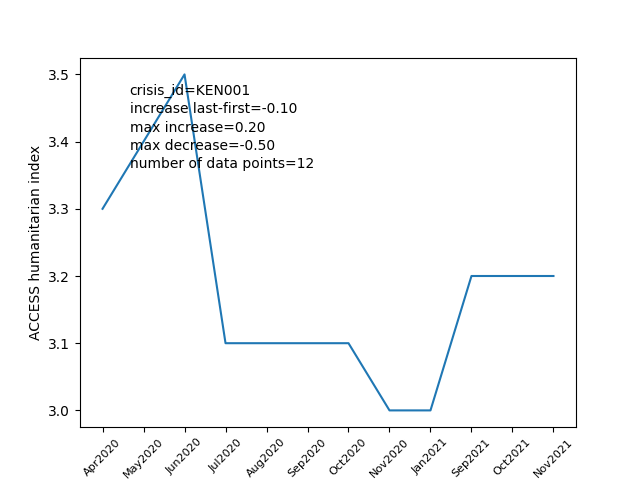 3.5
3.4
3.3
3.2
3.1
3.0
ACCESS humanitarian index
crisis_id=KEN001
increase last-first=-0.10
max increase=0.20
max decrease=-0.50
number of data points=12
Apr2020 May2020 Jun2020 Jul2020 Aug2020 Sep2020 Oct2020 Nov2020 Jan2021 Sep2021 Oct2021 Nov2021